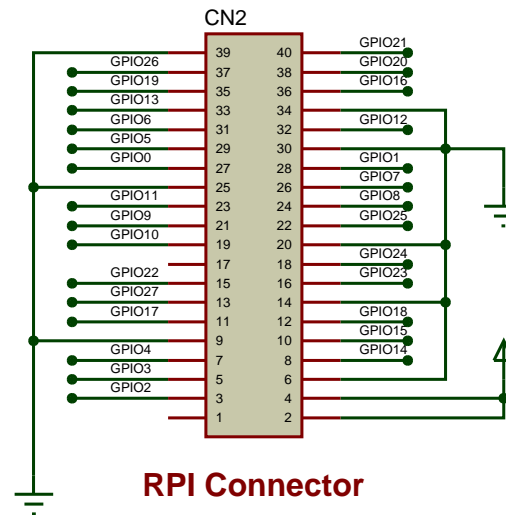 CN2
39 40 GPIO21
GPIO26 37 38 GPIO20
GPIO19 35 36 GPIO16
GPIO13 33 34
GPIO6 31 32 GPIO12
GPIO5 29 30
GPIO0 27 28 GPIO1
25 26 GPIO7
GPIO11 23 24 GPIO8
GPIO9 21 22 GPIO25
GPIO10 19 20
17 18 GPIO24
GPIO22 15 16 GPIO23
GPIO27 13 14
GPIO17 11 12 GPIO18
9 10 GPIO15
GPIO4 7 8 GPIO14
GPIO3 5 6
GPIO2 3 4
1 2
RPI Connector